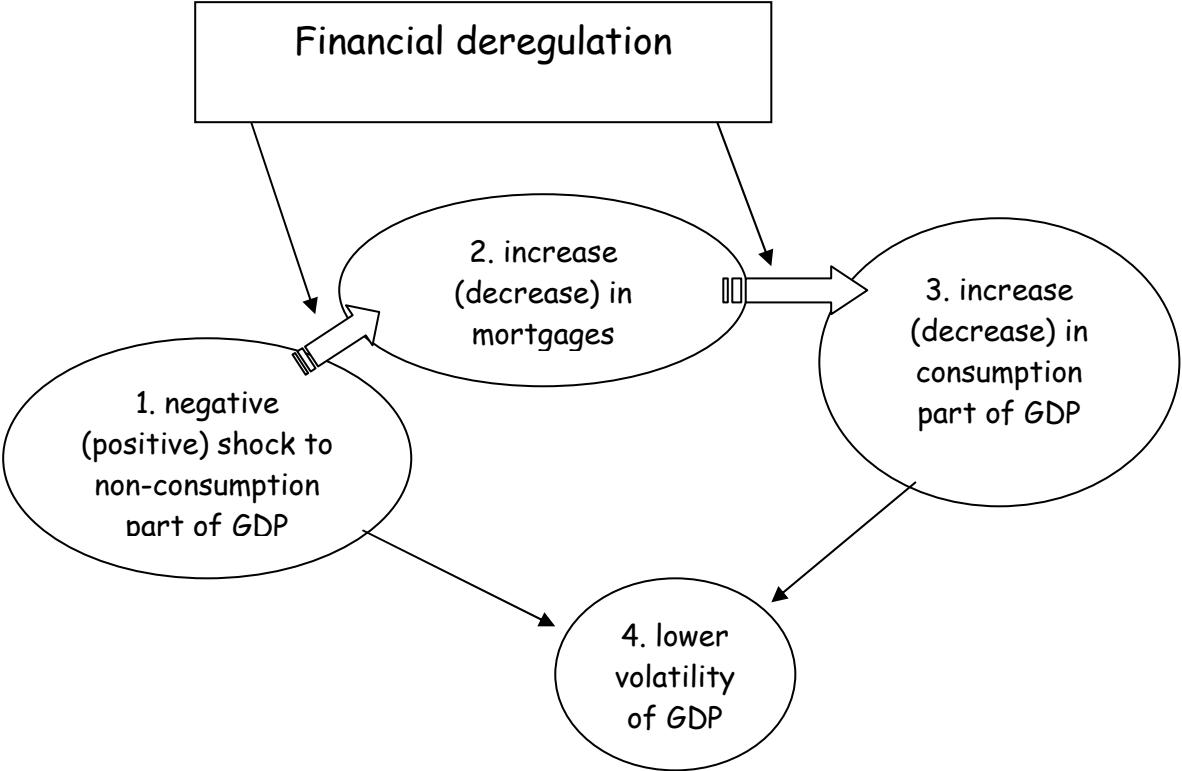 Financial deregulation
2. increase
(decrease) in
mortgages
3. increase
(decrease) in
consumption
part of GDP
1. negative
(positive) shock to
non-consumption
part of GDP
4. lower
volatility
of GDP